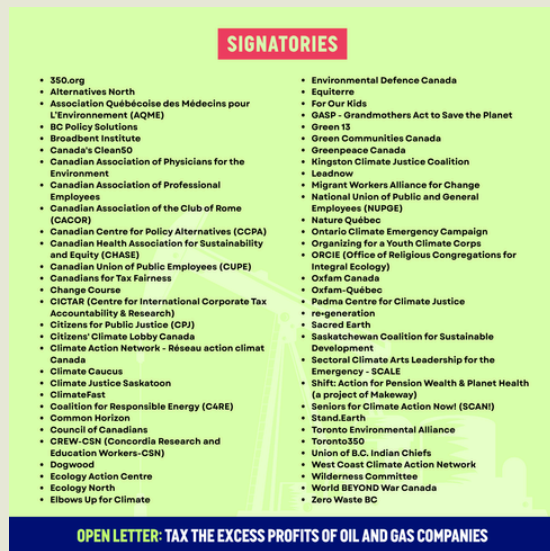 SIGNATORIES
• 350.org
• Alternatives North
• Association Québécoise des Médecins pour
L'Environnement (AQME)
• BC Policy Solutions
• Broadbent Institute
• Canada's Clean50
• Canadian Association of Physicians for the
Environment
• Canadian Association of Professional
Employees
• Canadian Association of the Club of Rome
(CACOR)
• Canadian Centre for Policy Alternatives (CCPA)
• Canadian Health Association for Sustainability
and Equity (CHASE)
• Canadian Union of Public Employees (CUPE)
• Canadians for Tax Fairness
• Change Course
• CICTAR (Centre for International Corporate Tax
Accountability & Research)
• Citizens for Public Justice (CPJ)
• Citizens' Climate Lobby Canada
• Climate Action Network - Réseau action climat
Canada
• Climate Caucus
• Climate Justice Saskatoon
• ClimateFast
• Coalition for Responsible Energy (C4RE)
• Common Horizon
• Council of Canadians
• CREW-CSN (Concordia Research and
Education Workers-CSN)
• Dogwood
• Ecology Action Centre
• Ecology North
• Elbows Up for Climate
• Environmental Defence Canada
• Equiterre
• For Our Kids
• GASP - Grandmothers Act to Save the Planet
• Green 13
• Green Communities Canada
• Greenpeace Canada
• Kingston Climate Justice Coalition
• Leadnow
• Migrant Workers Alliance for Change
• National Union of Public and General
Employees (NUPGE)
• Nature Québec
• Ontario Climate Emergency Campaign
• Organizing for a Youth Climate Corps
• ORCIE (Office of Religious Congregations for
Integral Ecology)
• Oxfam Canada
• Oxfam-Québec
• Padma Centre for Climate Justice
• re•generation
• Sacred Earth
• Saskatchewan Coalition for Sustainable
Development
• Sectoral Climate Arts Leadership for the
Emergency - SCALE
• Shift: Action for Pension Wealth & Planet Health
(a project of Makeway)
• Seniors for Climate Action Now! (SCAN!)
• Stand.Earth
• Toronto Environmental Alliance
• Toronto350
• Union of B.C. Indian Chiefs
• West Coast Climate Action Network
• Wilderness Committee
• World BEYOND War Canada
• Zero Waste BC
OPEN LETTER: TAX THE EXCESS PROFITS OF OIL AND GAS COMPANIES